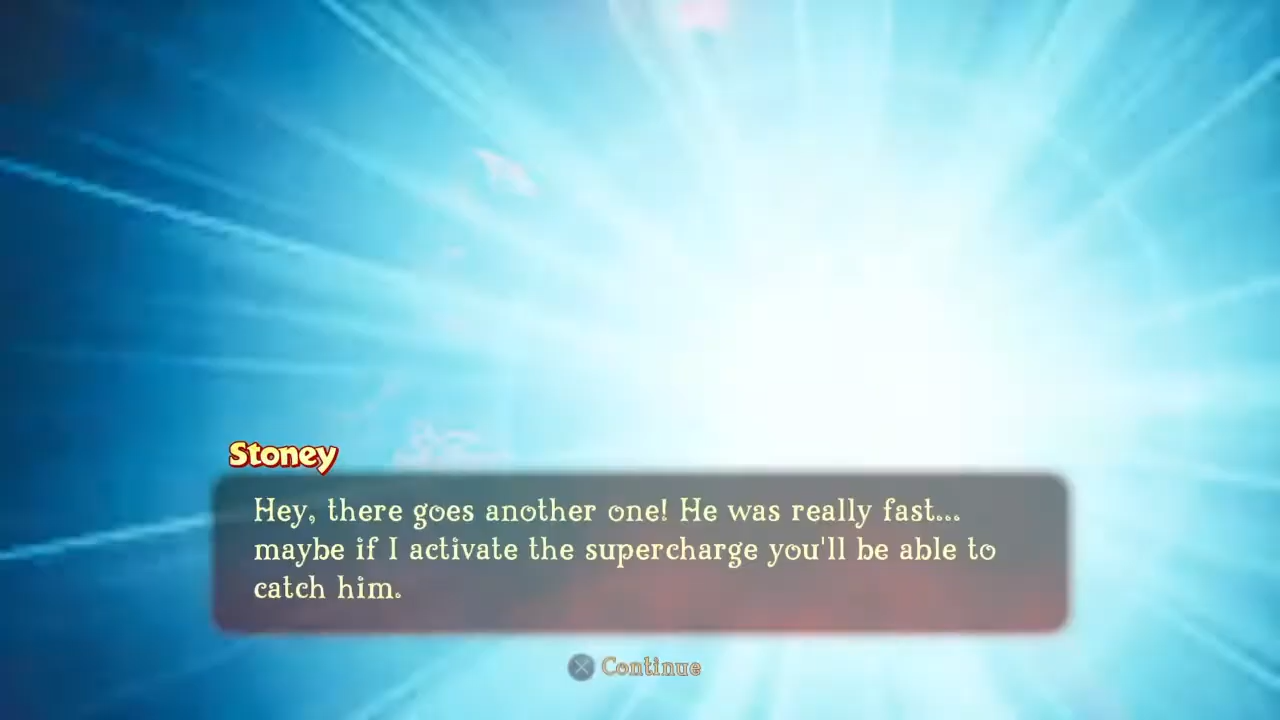 Stoney
Hey, there goes another one! He was really fast...
maybe if I activate the supercharge you'll be able to
catch him.
Continue